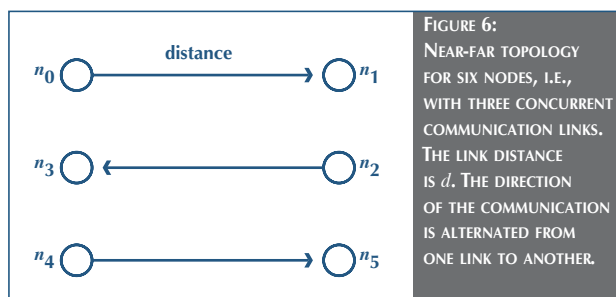 distance
n0 n1
n3 n2
n4 n5
FIGURE 6:
NEAR-FAR TOPOLOGY
FOR SIX NODES, I.E.,
WITH THREE CONCURRENT
COMMUNICATION LINKS.
THE LINK DISTANCE
IS d. THE DIRECTION
OF THE COMMUNICATION
IS ALTERNATED FROM
ONE LINK TO ANOTHER.